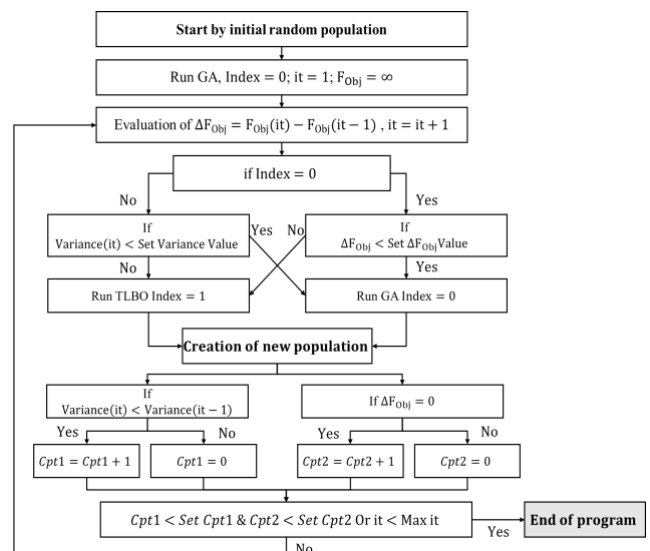 Start by initial random population
Run GA, Index = 0; it = 1; F_Obj = ∞
Evaluation of ΔF_Obj = F_Obj(it) − F_Obj(it − 1) , it = it + 1
if Index = 0
No
Yes
If
Variance(it) < Set Variance Value
Yes
No
If
ΔF_Obj < Set ΔF_Obj Value
No
Yes
Run TLBO Index = 1
Run GA Index = 0
Creation of new population
If
Variance(it) < Variance(it − 1)
If ΔF_Obj = 0
Yes
No
Yes
No
Cpt1 = Cpt1 + 1
Cpt1 = 0
Cpt2 = Cpt2 + 1
Cpt2 = 0
Cpt1 < Set Cpt1 & Cpt2 < Set Cpt2 Or it < Max it
Yes
End of program
No